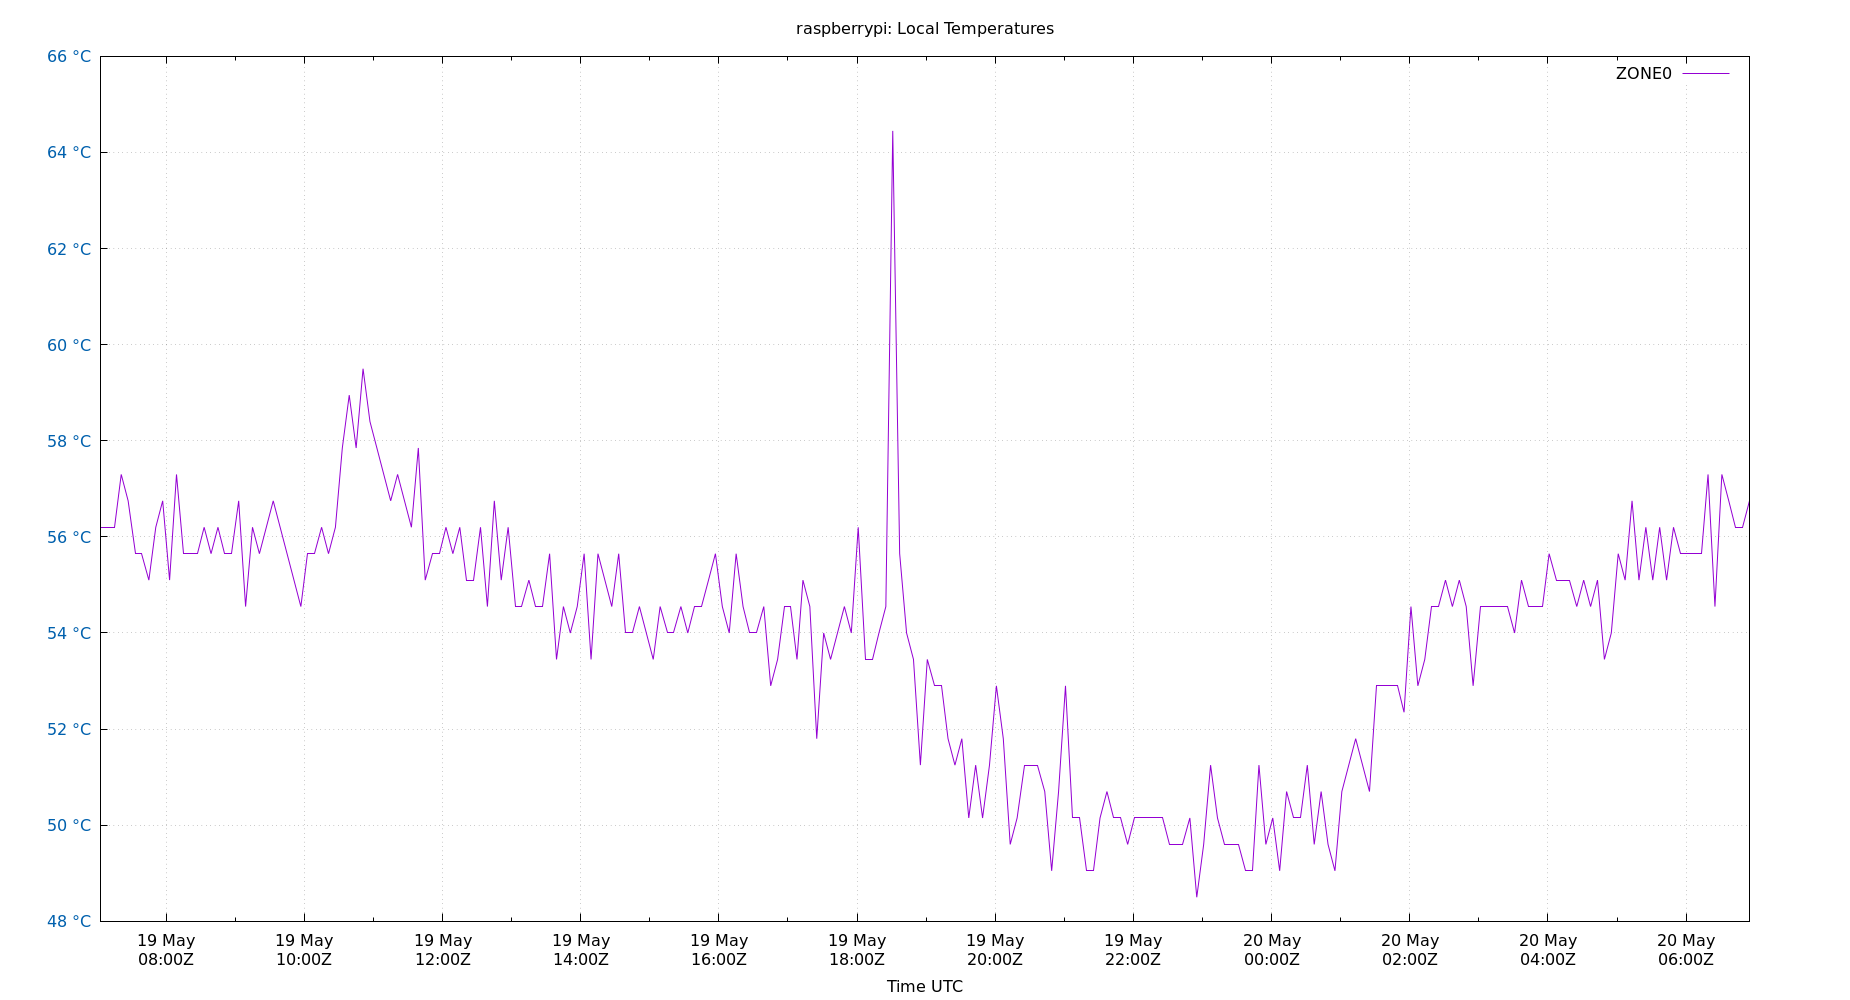 raspberrypi: Local Temperatures
ZONE0
66 °C
64 °C
62 °C
60 °C
58 °C
56 °C
54 °C
52 °C
50 °C
48 °C
19 May
08:00Z
19 May
10:00Z
19 May
12:00Z
19 May
14:00Z
19 May
16:00Z
19 May
18:00Z
19 May
20:00Z
19 May
22:00Z
20 May
00:00Z
20 May
02:00Z
20 May
04:00Z
20 May
06:00Z
Time UTC